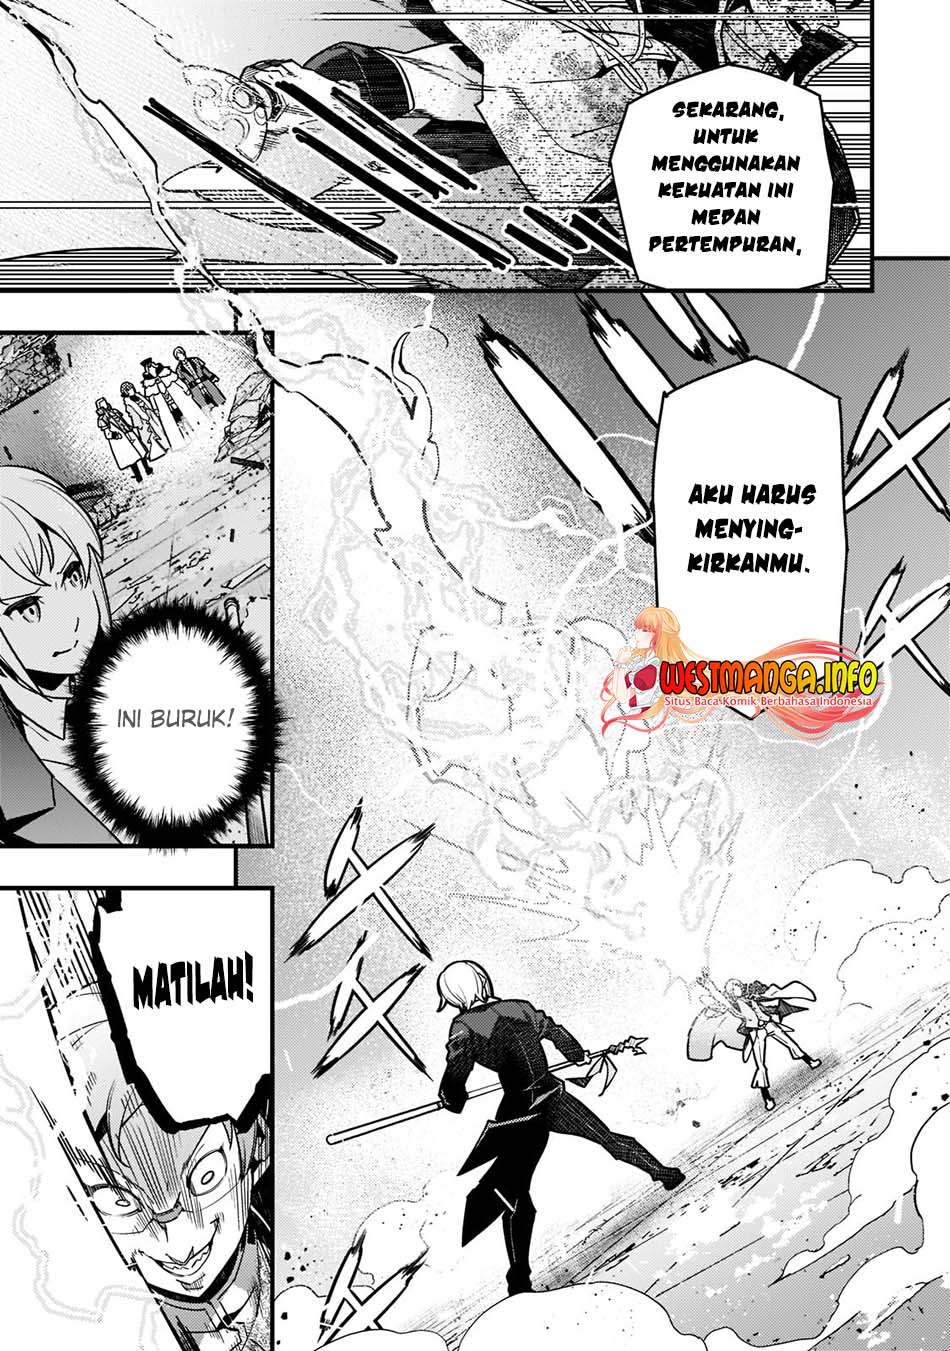 SEKARANG,
UNTUK
MENGGUNAKAN
KEKUATAN INI
MEDAN
PERTEMPURAN,
AKU HARUS
MENYING-
KIRKANMU.
WESTMANGA.INFO
Situs Baca Komik Berbahasa Indonesia
INI BURUK!
MATILAH!